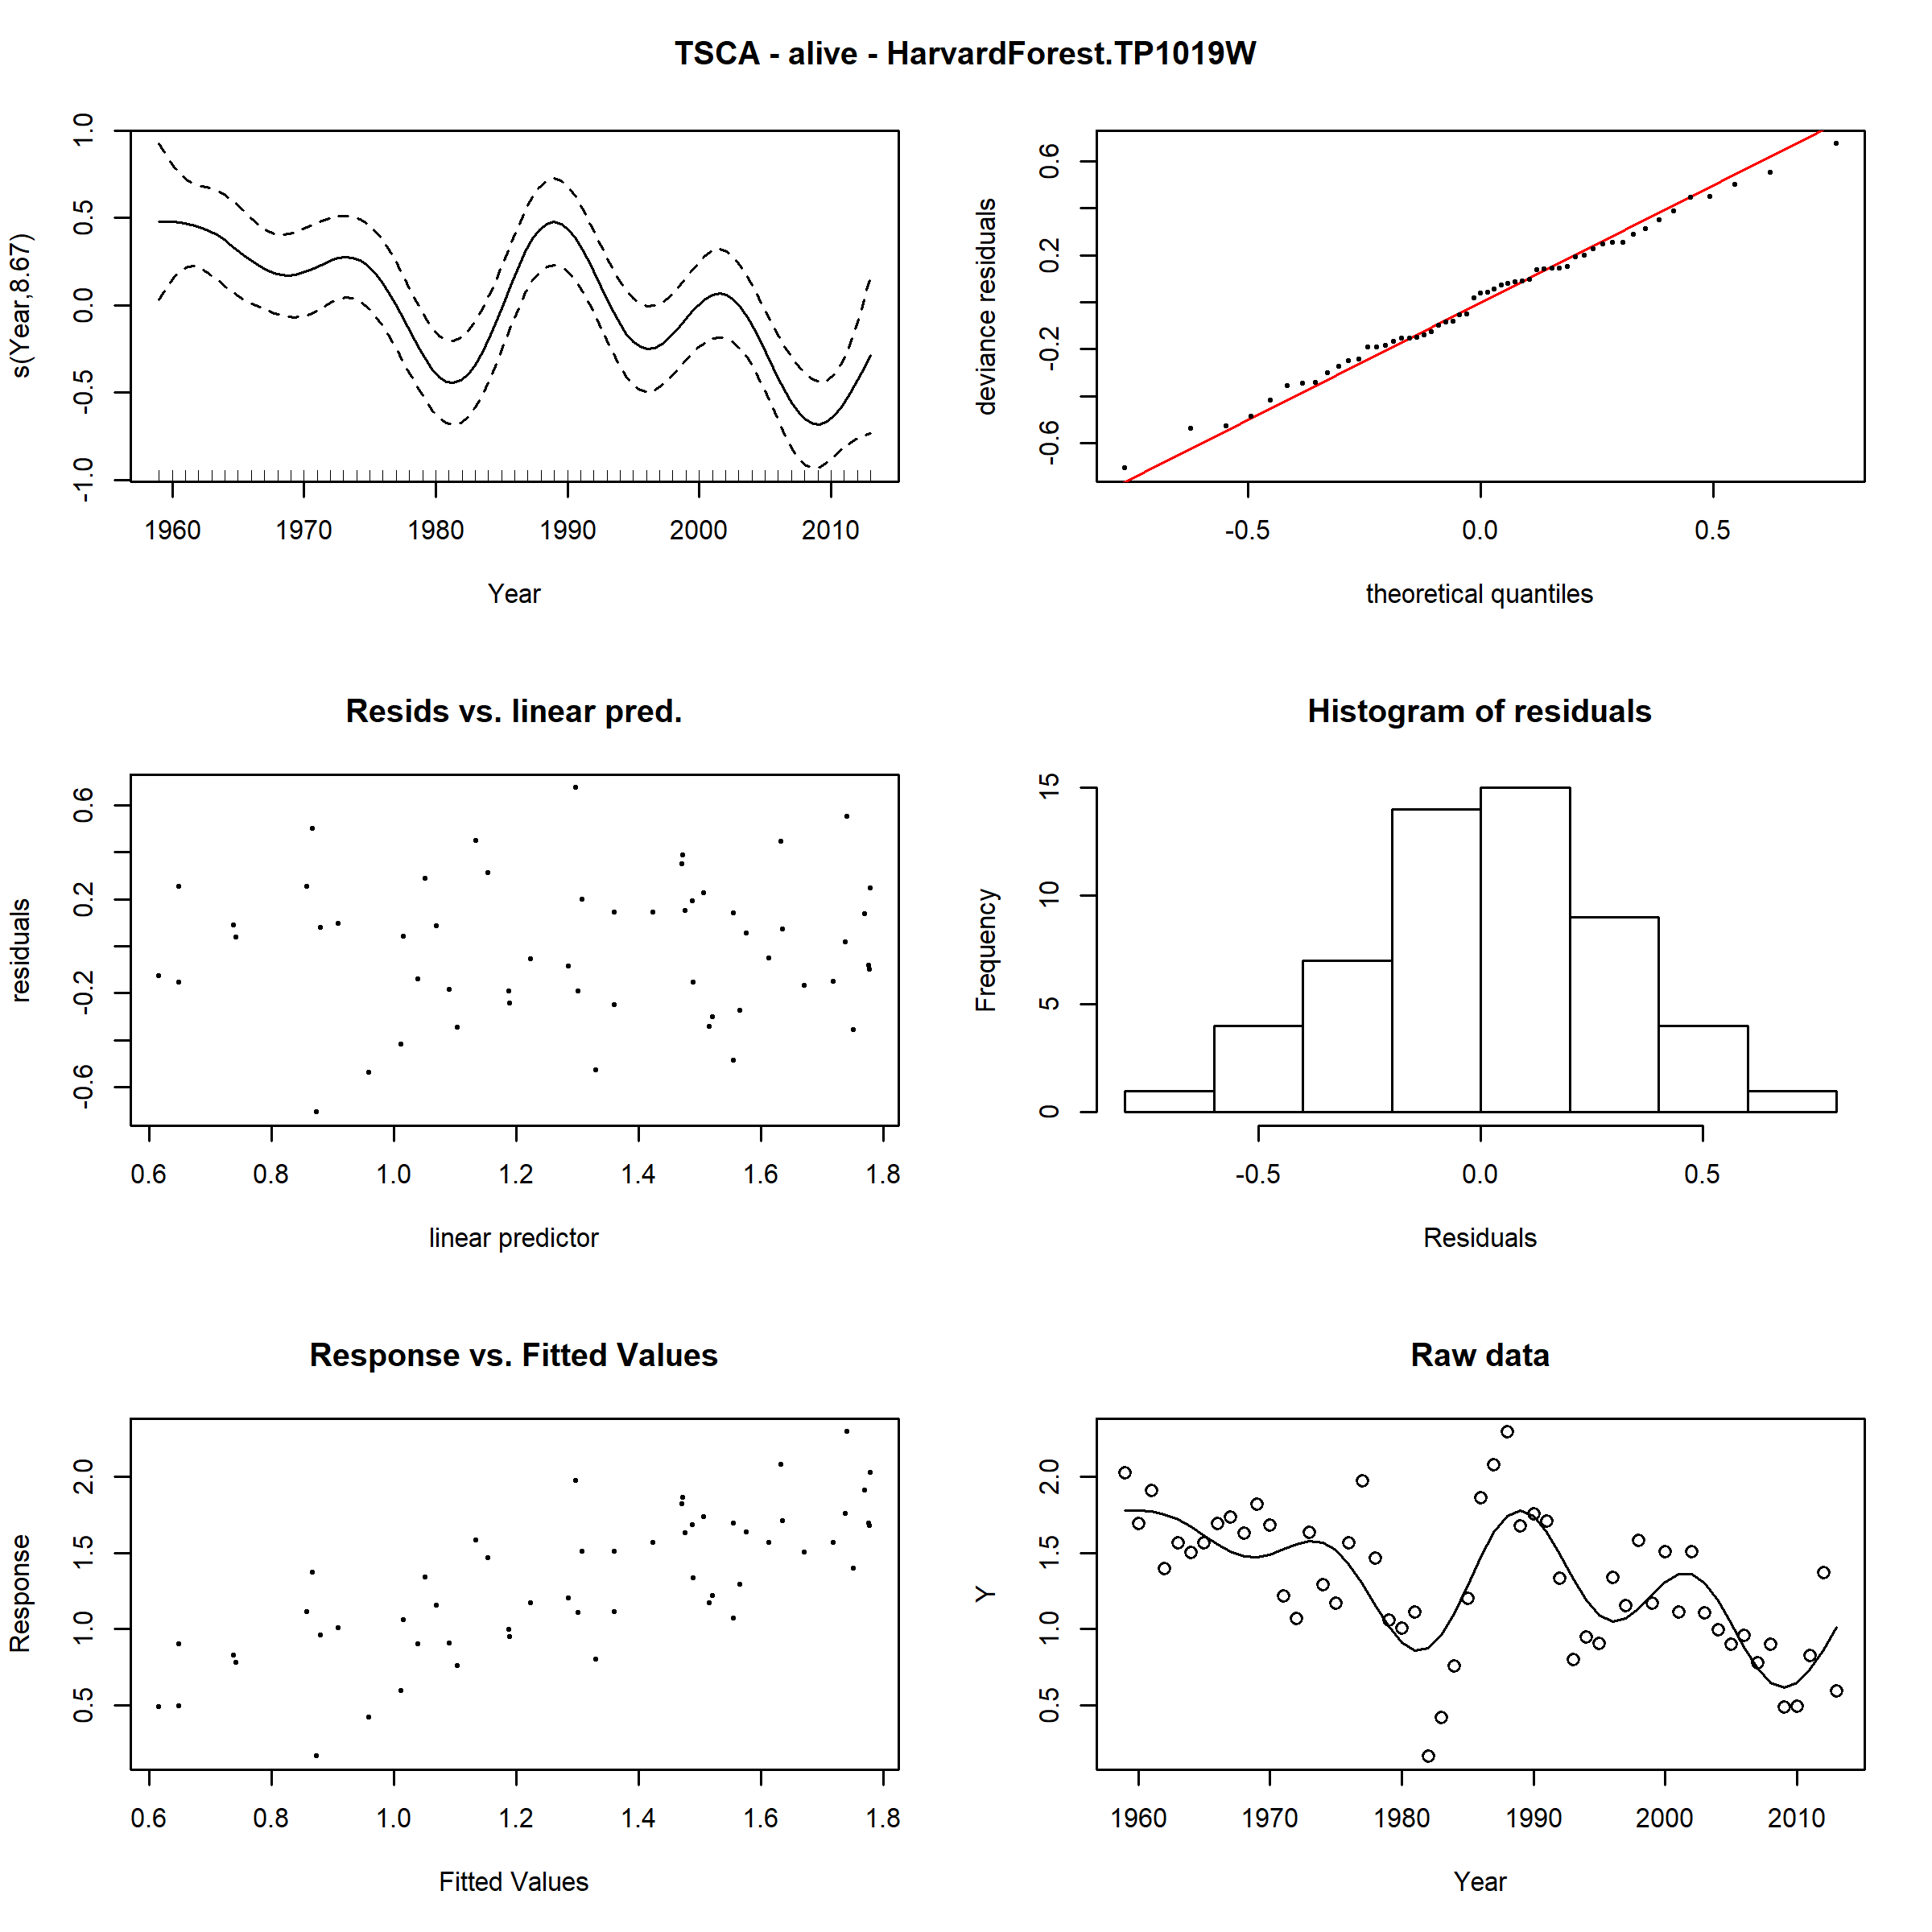 TSCA - alive - HarvardForest.TP1019W
s(Year,8.67)
1.0
0.5
0.0
-0.5
-1.0
1960 1970 1980 1990 2000 2010
Year
deviance residuals
0.6
0.2
-0.2
-0.6
-0.5 0.0 0.5
theoretical quantiles
Resids vs. linear pred.
residuals
0.6
0.2
-0.2
-0.6
0.6 0.8 1.0 1.2 1.4 1.6 1.8
linear predictor
Histogram of residuals
Frequency
15
10
5
0
-0.5 0.0 0.5
Residuals
Response vs. Fitted Values
Response
2.0
1.5
1.0
0.5
0.6 0.8 1.0 1.2 1.4 1.6 1.8
Fitted Values
Raw data
Y
2.0
1.5
1.0
0.5
1960 1970 1980 1990 2000 2010
Year